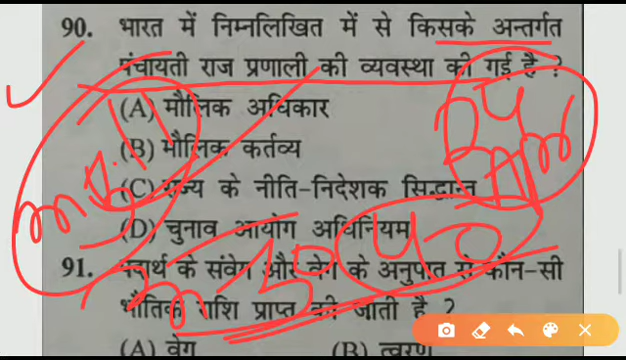 90. भारत में निम्नलिखित में से किसके अन्तर्गत
पंचायती राज प्रणाली की व्यवस्था की गई है ?
(A) मौलिक अधिकार
(B) मौलिक कर्तव्य
(C) राज्य के नीति-निदेशक सिद्धान्त
(D) चुनाव आयोग अधिनियम
91. पदार्थ के संवेग और वेग के अनुपात से कौन-सी
भौतिक राशि प्राप्त की जाती है ?
(A) वेग (B) त्वरण